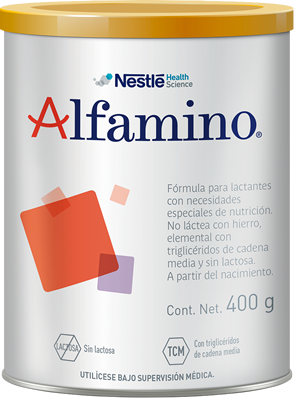 Nestlé Health Science
Alfamino®
Fórmula para lactantes
con necesidades
especiales de nutrición.
No láctea con hierro,
elemental con
triglicéridos de cadena
media y sin lactosa.
A partir del nacimiento.
Cont. Net. 400 g
LACTOSA Sin lactosa
TCM Con triglicéridos
de cadena media
UTILÍCESE BAJO SUPERVISIÓN MÉDICA.